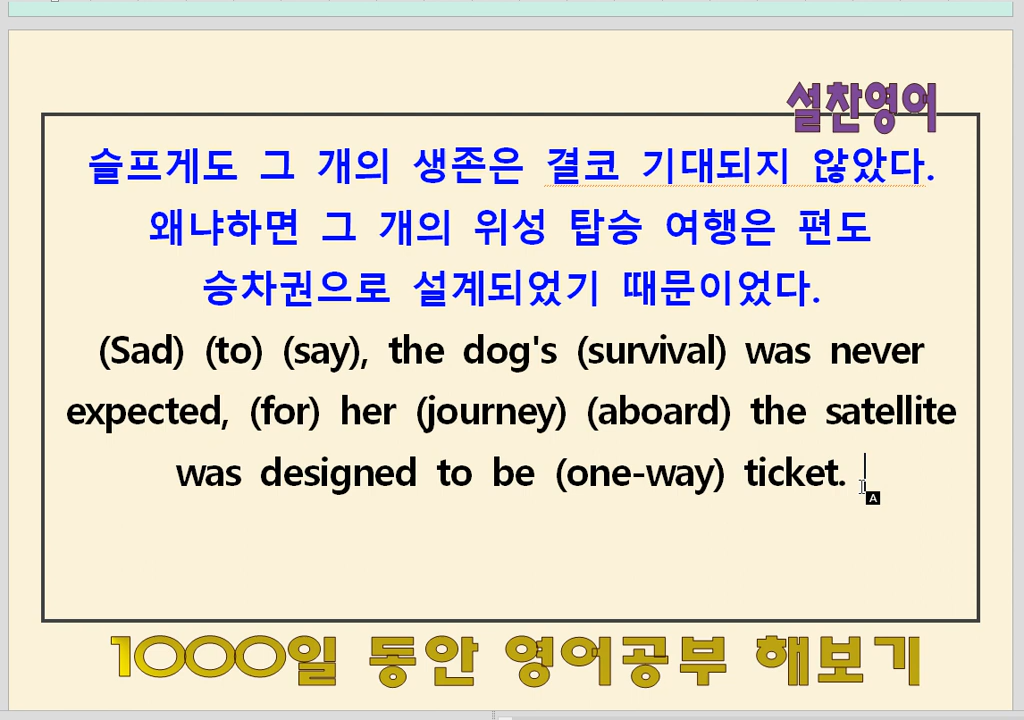 설찬영어
슬프게도 그 개의 생존은 결코 기대되지 않았다.
왜냐하면 그 개의 위성 탑승 여행은 편도
승차권으로 설계되었기 때문이었다.
(Sad) (to) (say), the dog's (survival) was never
expected, (for) her (journey) (aboard) the satellite
was designed to be (one-way) ticket.
A
1000일 동안 영어공부 해보기